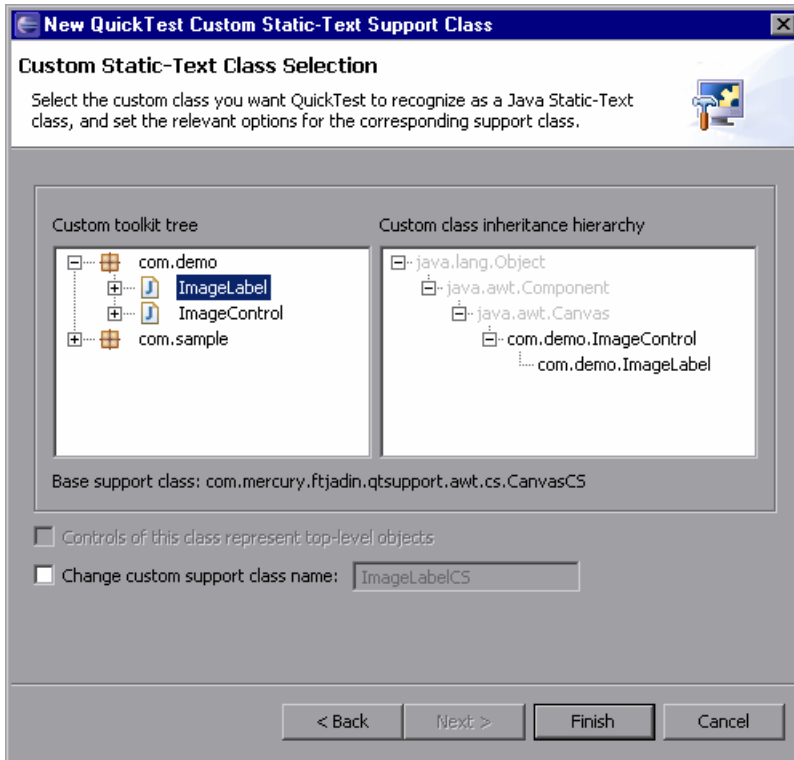 New QuickTest Custom Static-Text Support Class
Custom Static-Text Class Selection
Select the custom class you want QuickTest to recognize as a Java Static-Text
class, and set the relevant options for the corresponding support class.
Custom toolkit tree
com.demo
ImageLabel
ImageControl
com.sample
Custom class inheritance hierarchy
java.lang.Object
java.awt.Component
java.awt.Canvas
com.demo.ImageControl
com.demo.ImageLabel
Base support class: com.mercury.ftjadin.qtsupport.awt.cs.CanvasCS
Controls of this class represent top-level objects
Change custom support class name: ImageLabelCS
< Back Next > Finish Cancel